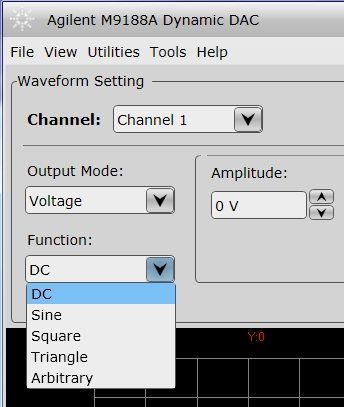 Agilent M9188A Dynamic DAC
File View Utilities Tools Help
Waveform Setting
Channel: Channel 1
Output Mode:
Voltage
Amplitude:
0 V
Function:
DC
DC
Sine
Square
Triangle
Arbitrary
Y:0